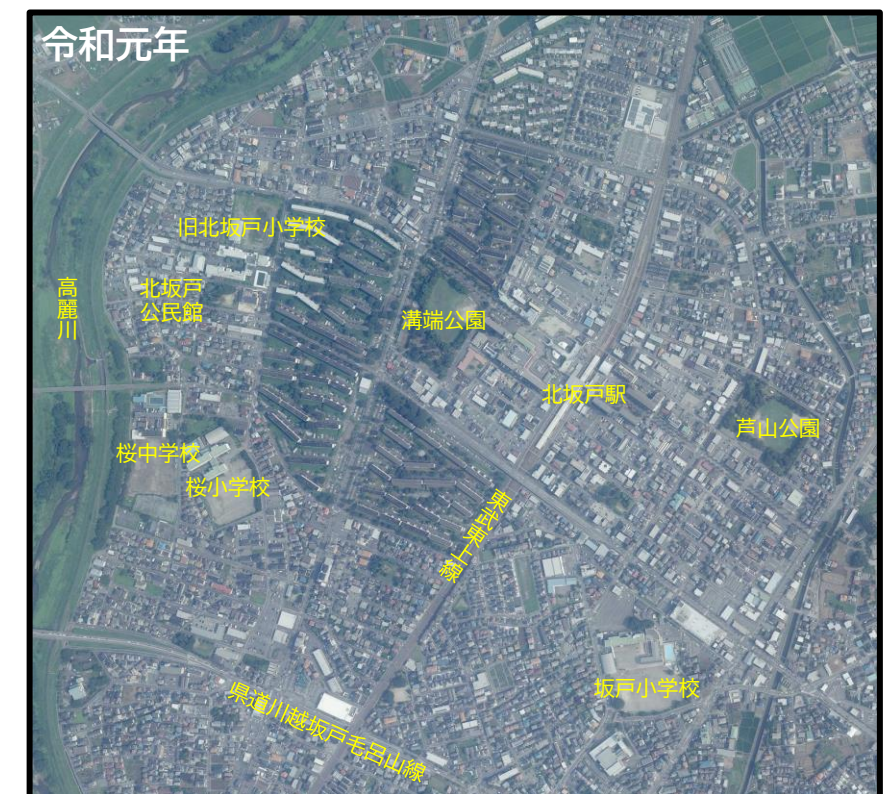 令和元年
旧北坂戸小学校
高麗川
北坂戸
公民館
溝端公園
北坂戸駅
芦山公園
桜中学校
桜小学校
東武東上線
坂戸小学校
県道川越坂戸毛呂山線